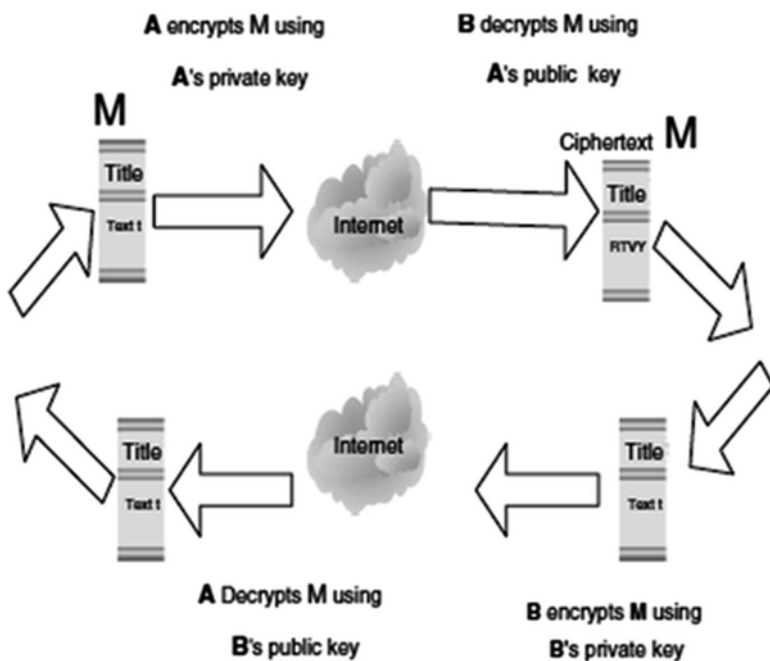 A encrypts M using
A's private key
B decrypts M using
A's public key
M
Title
Text t
Internet
Ciphertext M
Title
RTVY
Title
Text t
Internet
Title
Text t
A Decrypts M using
B's public key
B encrypts M using
B's private key